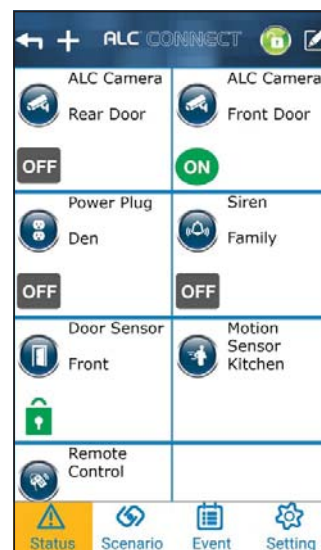 ALC CONNECT
ALC Camera
Rear Door
OFF
ALC Camera
Front Door
ON
Power Plug
Den
OFF
Siren
Family
OFF
Door Sensor
Front
Motion
Sensor
Kitchen
Remote
Control
Status
Scenario
Event
Setting